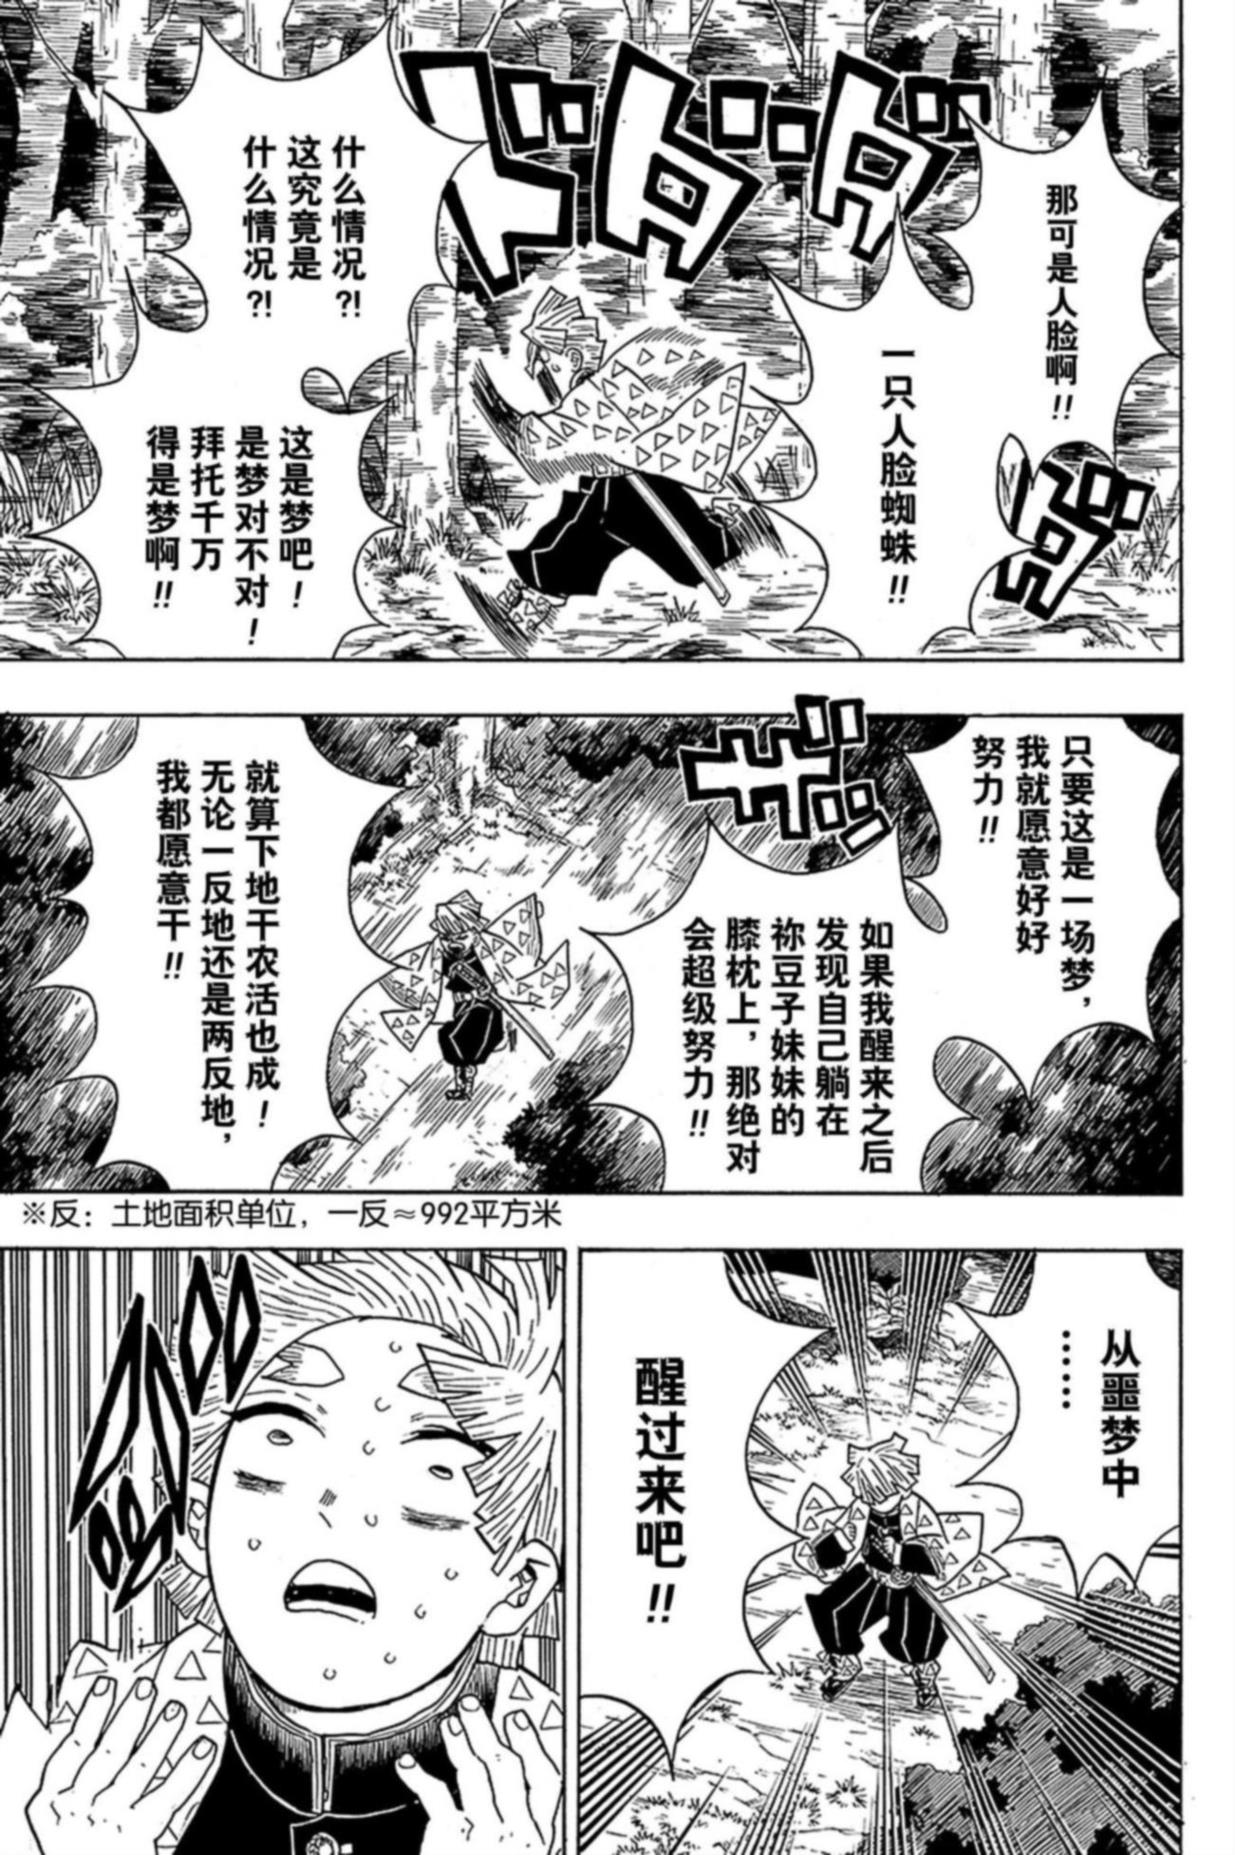 那可是人脸啊!!
一只人脸蜘蛛!!
ドダダダ
什么情况?!
这究竟是
什么情况?!
这是梦吧!
是梦对不对!
拜托千万
得是梦啊!!
只要这是一场梦，
我就愿意好好
努力!!
如果我醒来之后
发现自己躺在
祢豆子妹妹的
膝枕上，那绝对
会超级努力!!
就算下地干农活也成!
无论一反地还是两反地，
我都愿意干!!
※反：土地面积单位，一反≈992平方米
从噩梦中
……
醒过来吧!!